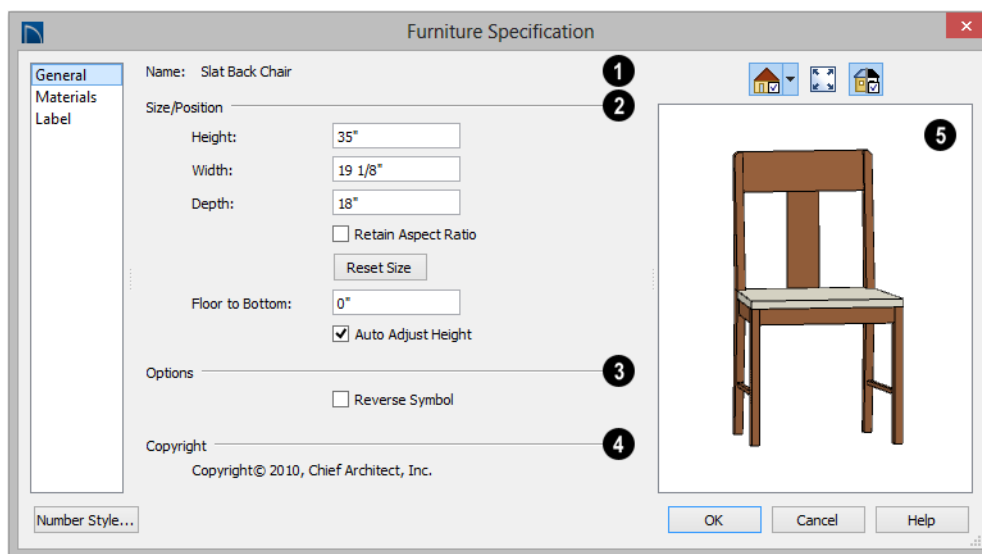 Furniture Specification
General
Materials
Label
Name: Slat Back Chair
1
Size/Position
2
Height: 35"
Width: 19 1/8"
Depth: 18"
Retain Aspect Ratio
Reset Size
Floor to Bottom: 0"
Auto Adjust Height
Options
3
Reverse Symbol
Copyright
4
Copyright© 2010, Chief Architect, Inc.
5
Number Style...
OK
Cancel
Help